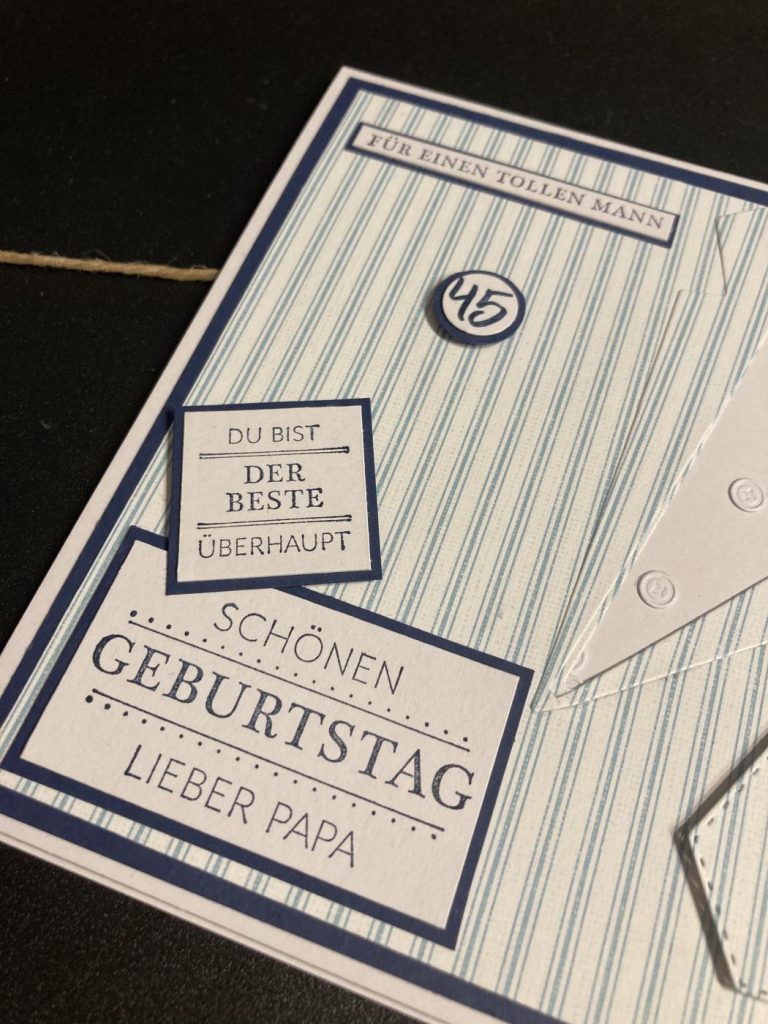 FÜR EINEN TOLLEN MANN
45
DU BIST
DER
BESTE
ÜBERHAUPT
SCHÖNEN
GEBURTSTAG
LIEBER PAPA